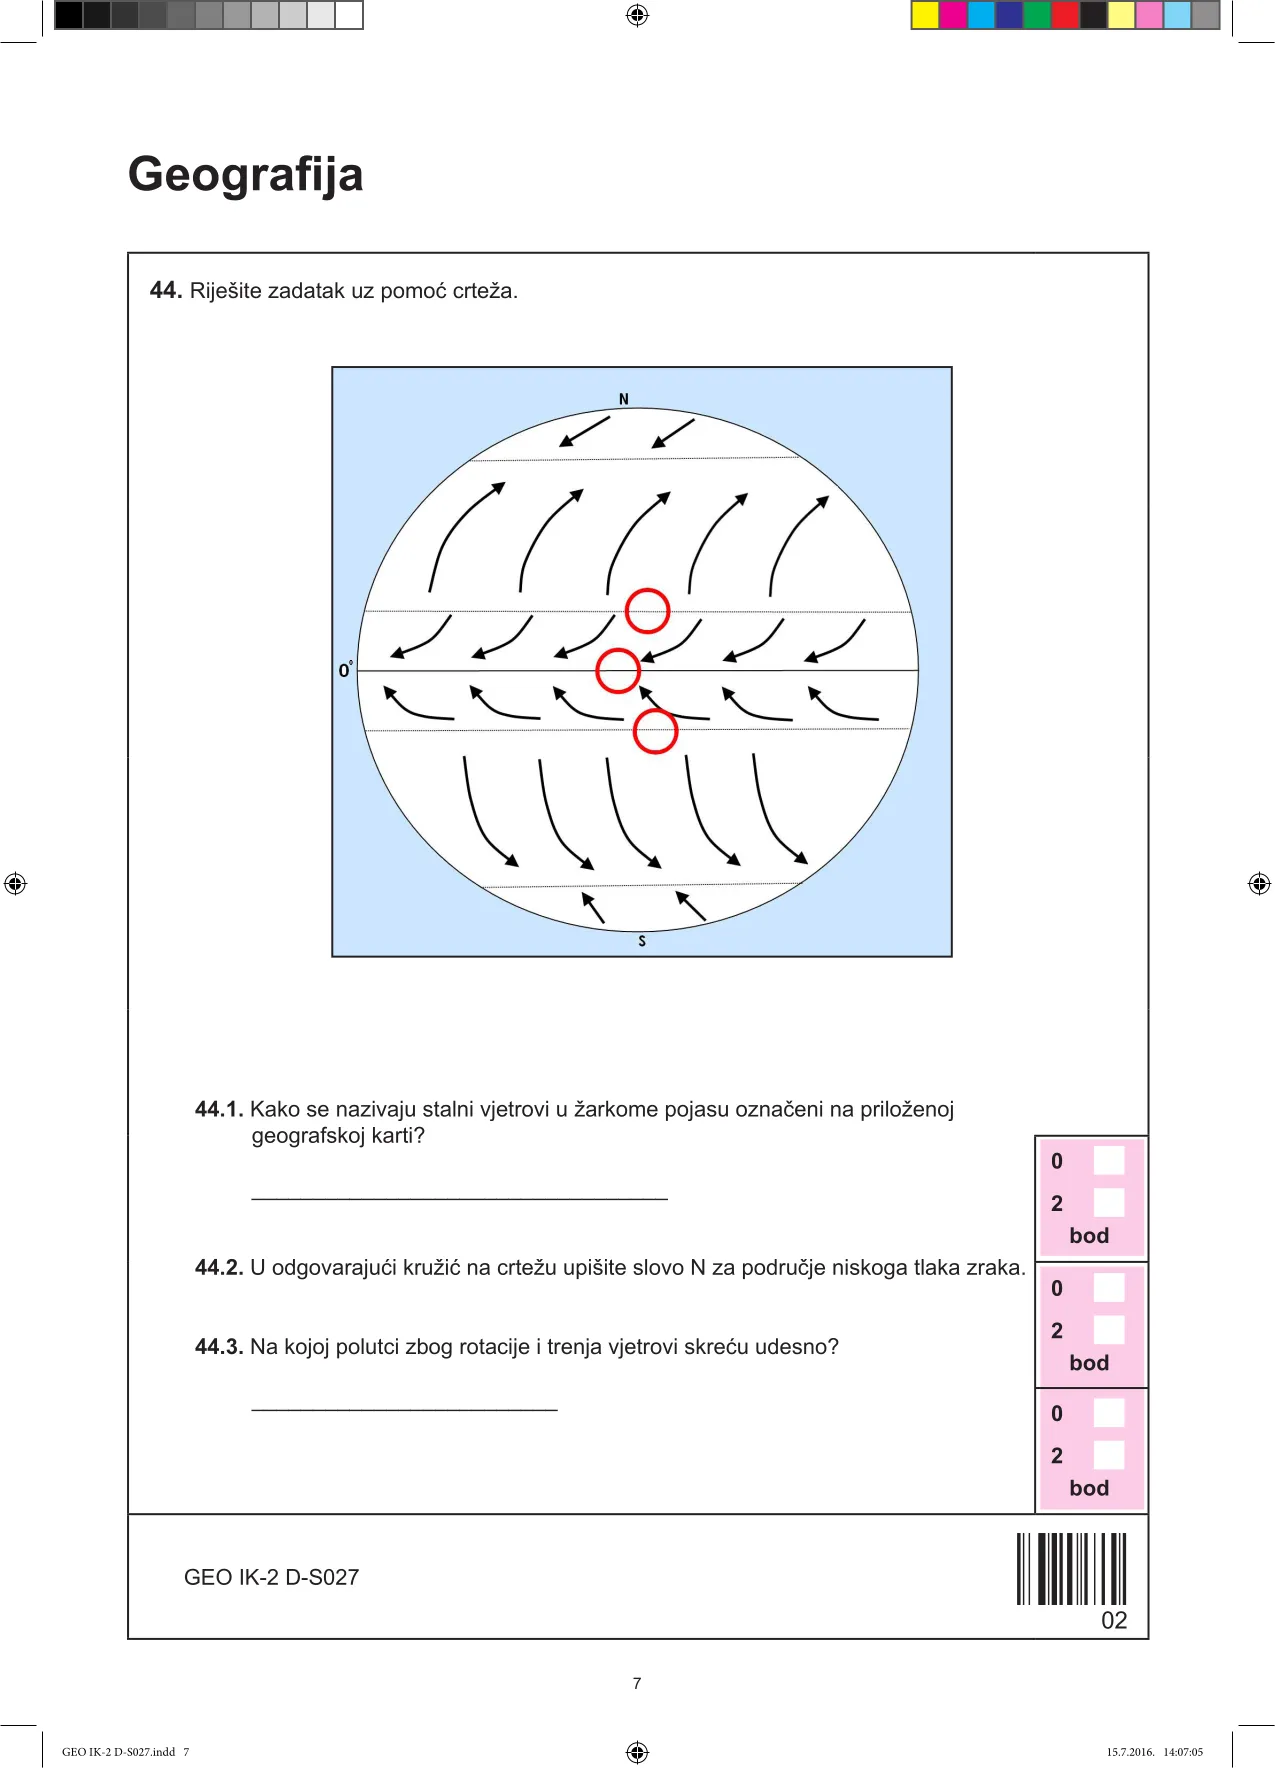 Geografija
44. Riješite zadatak uz pomoć crteža.
N
0°
S
44.1. Kako se nazivaju stalni vjetrovi u žarkome pojasu označeni na priloženoj
geografskoj karti?
0
2
bod
44.2. U odgovarajući kružić na crtežu upišite slovo N za područje niskoga tlaka zraka.
0
2
bod
44.3. Na kojoj polutci zbog rotacije i trenja vjetrovi skreću udesno?
0
2
bod
GEO IK-2 D-S027
02
7
GEO IK-2 D-S027.indd 7
15.7.2016. 14:07:05